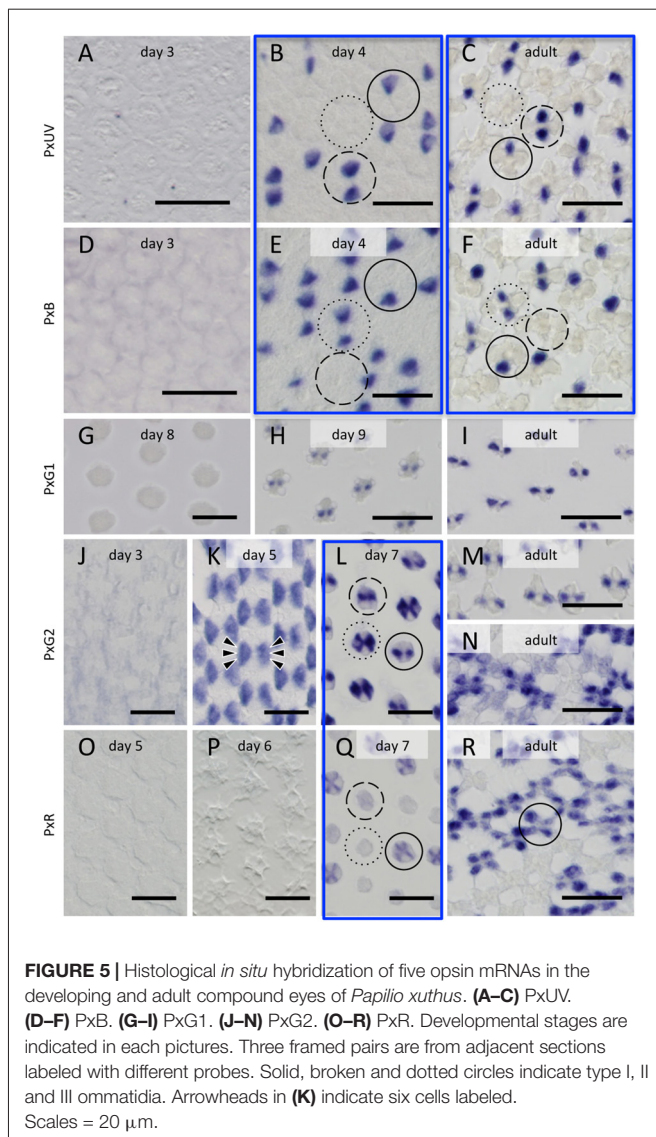 A day 3
B day 4
C adult
PxUV
D day 3
E day 4
F adult
PxB
G day 8
H day 9
I adult
PxG1
J day 3
K day 5
L day 7
M adult
PxG2
N adult
O day 5
P day 6
Q day 7
R adult
PxR
FIGURE 5 | Histological in situ hybridization of five opsin mRNAs in the
developing and adult compound eyes of Papilio xuthus. (A–C) PxUV.
(D–F) PxB. (G–I) PxG1. (J–N) PxG2. (O–R) PxR. Developmental stages are
indicated in each pictures. Three framed pairs are from adjacent sections
labeled with different probes. Solid, broken and dotted circles indicate type I, II
and III ommatidia. Arrowheads in (K) indicate six cells labeled.
Scales = 20 μm.